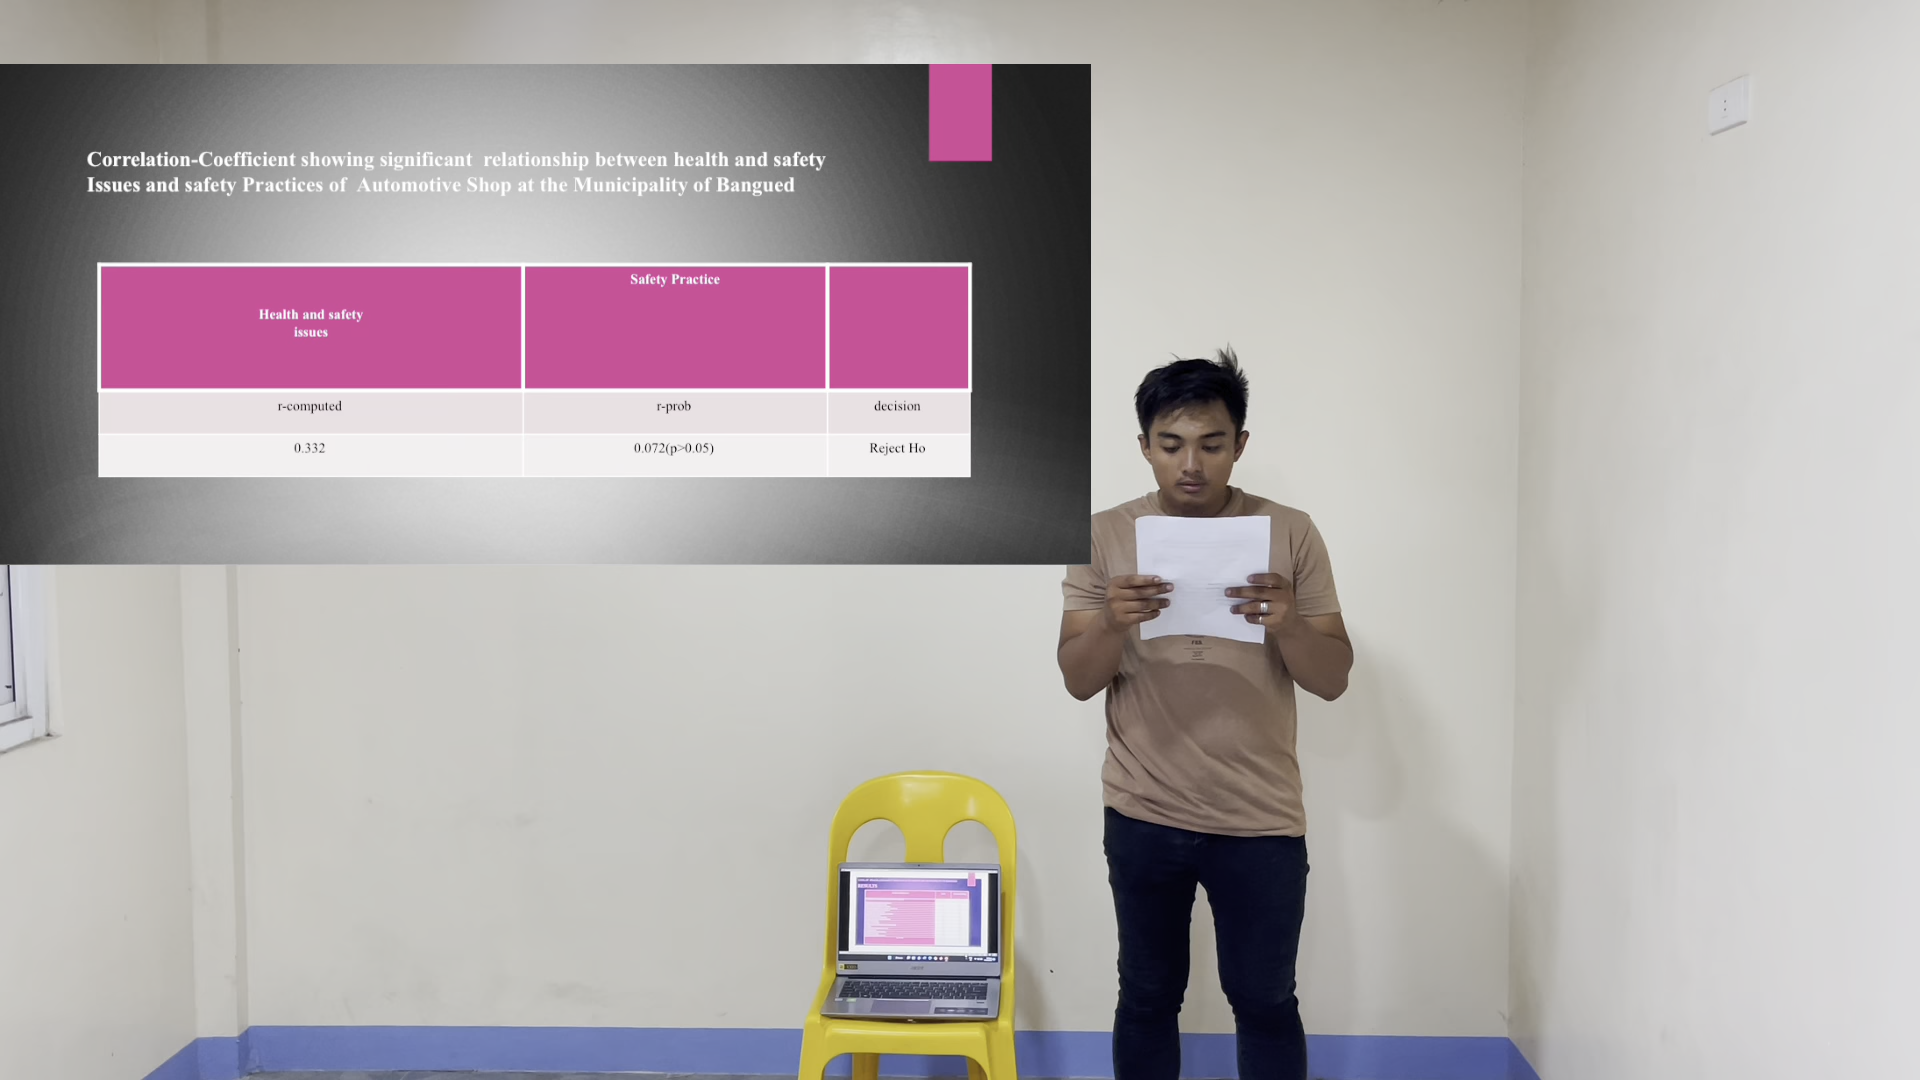 Correlation-Coefficient showing significant relationship between health and safety
Issues and safety Practices of Automotive Shop at the Municipality of Bangued
Health and safety
issues
Safety Practice
r-computed
r-prob
decision
0.332
0.072(p>0.05)
Reject Ho
RESULTS
acer